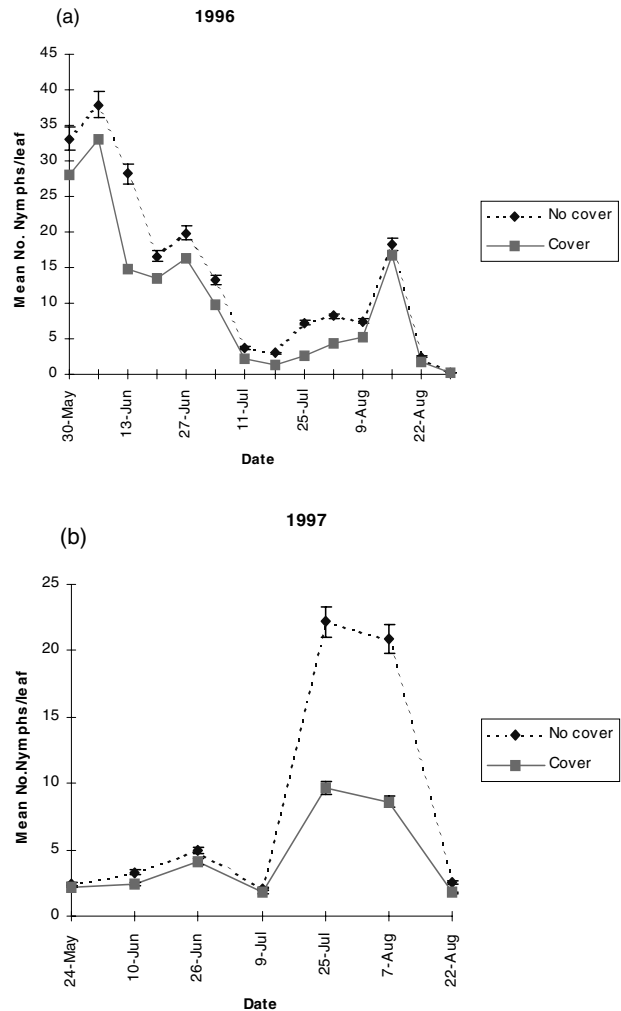 (a)
1996
45
40
35
30
25
20
15
10
5
0
Mean No. Nymphs/leaf
30-May
13-Jun
27-Jun
11-Jul
25-Jul
9-Aug
22-Aug
Date
No cover
Cover
1997
(b)
25
20
15
10
5
0
Mean No.Nymphs/leaf
24-May
10-Jun
26-Jun
9-Jul
25-Jul
7-Aug
22-Aug
Date
No cover
Cover